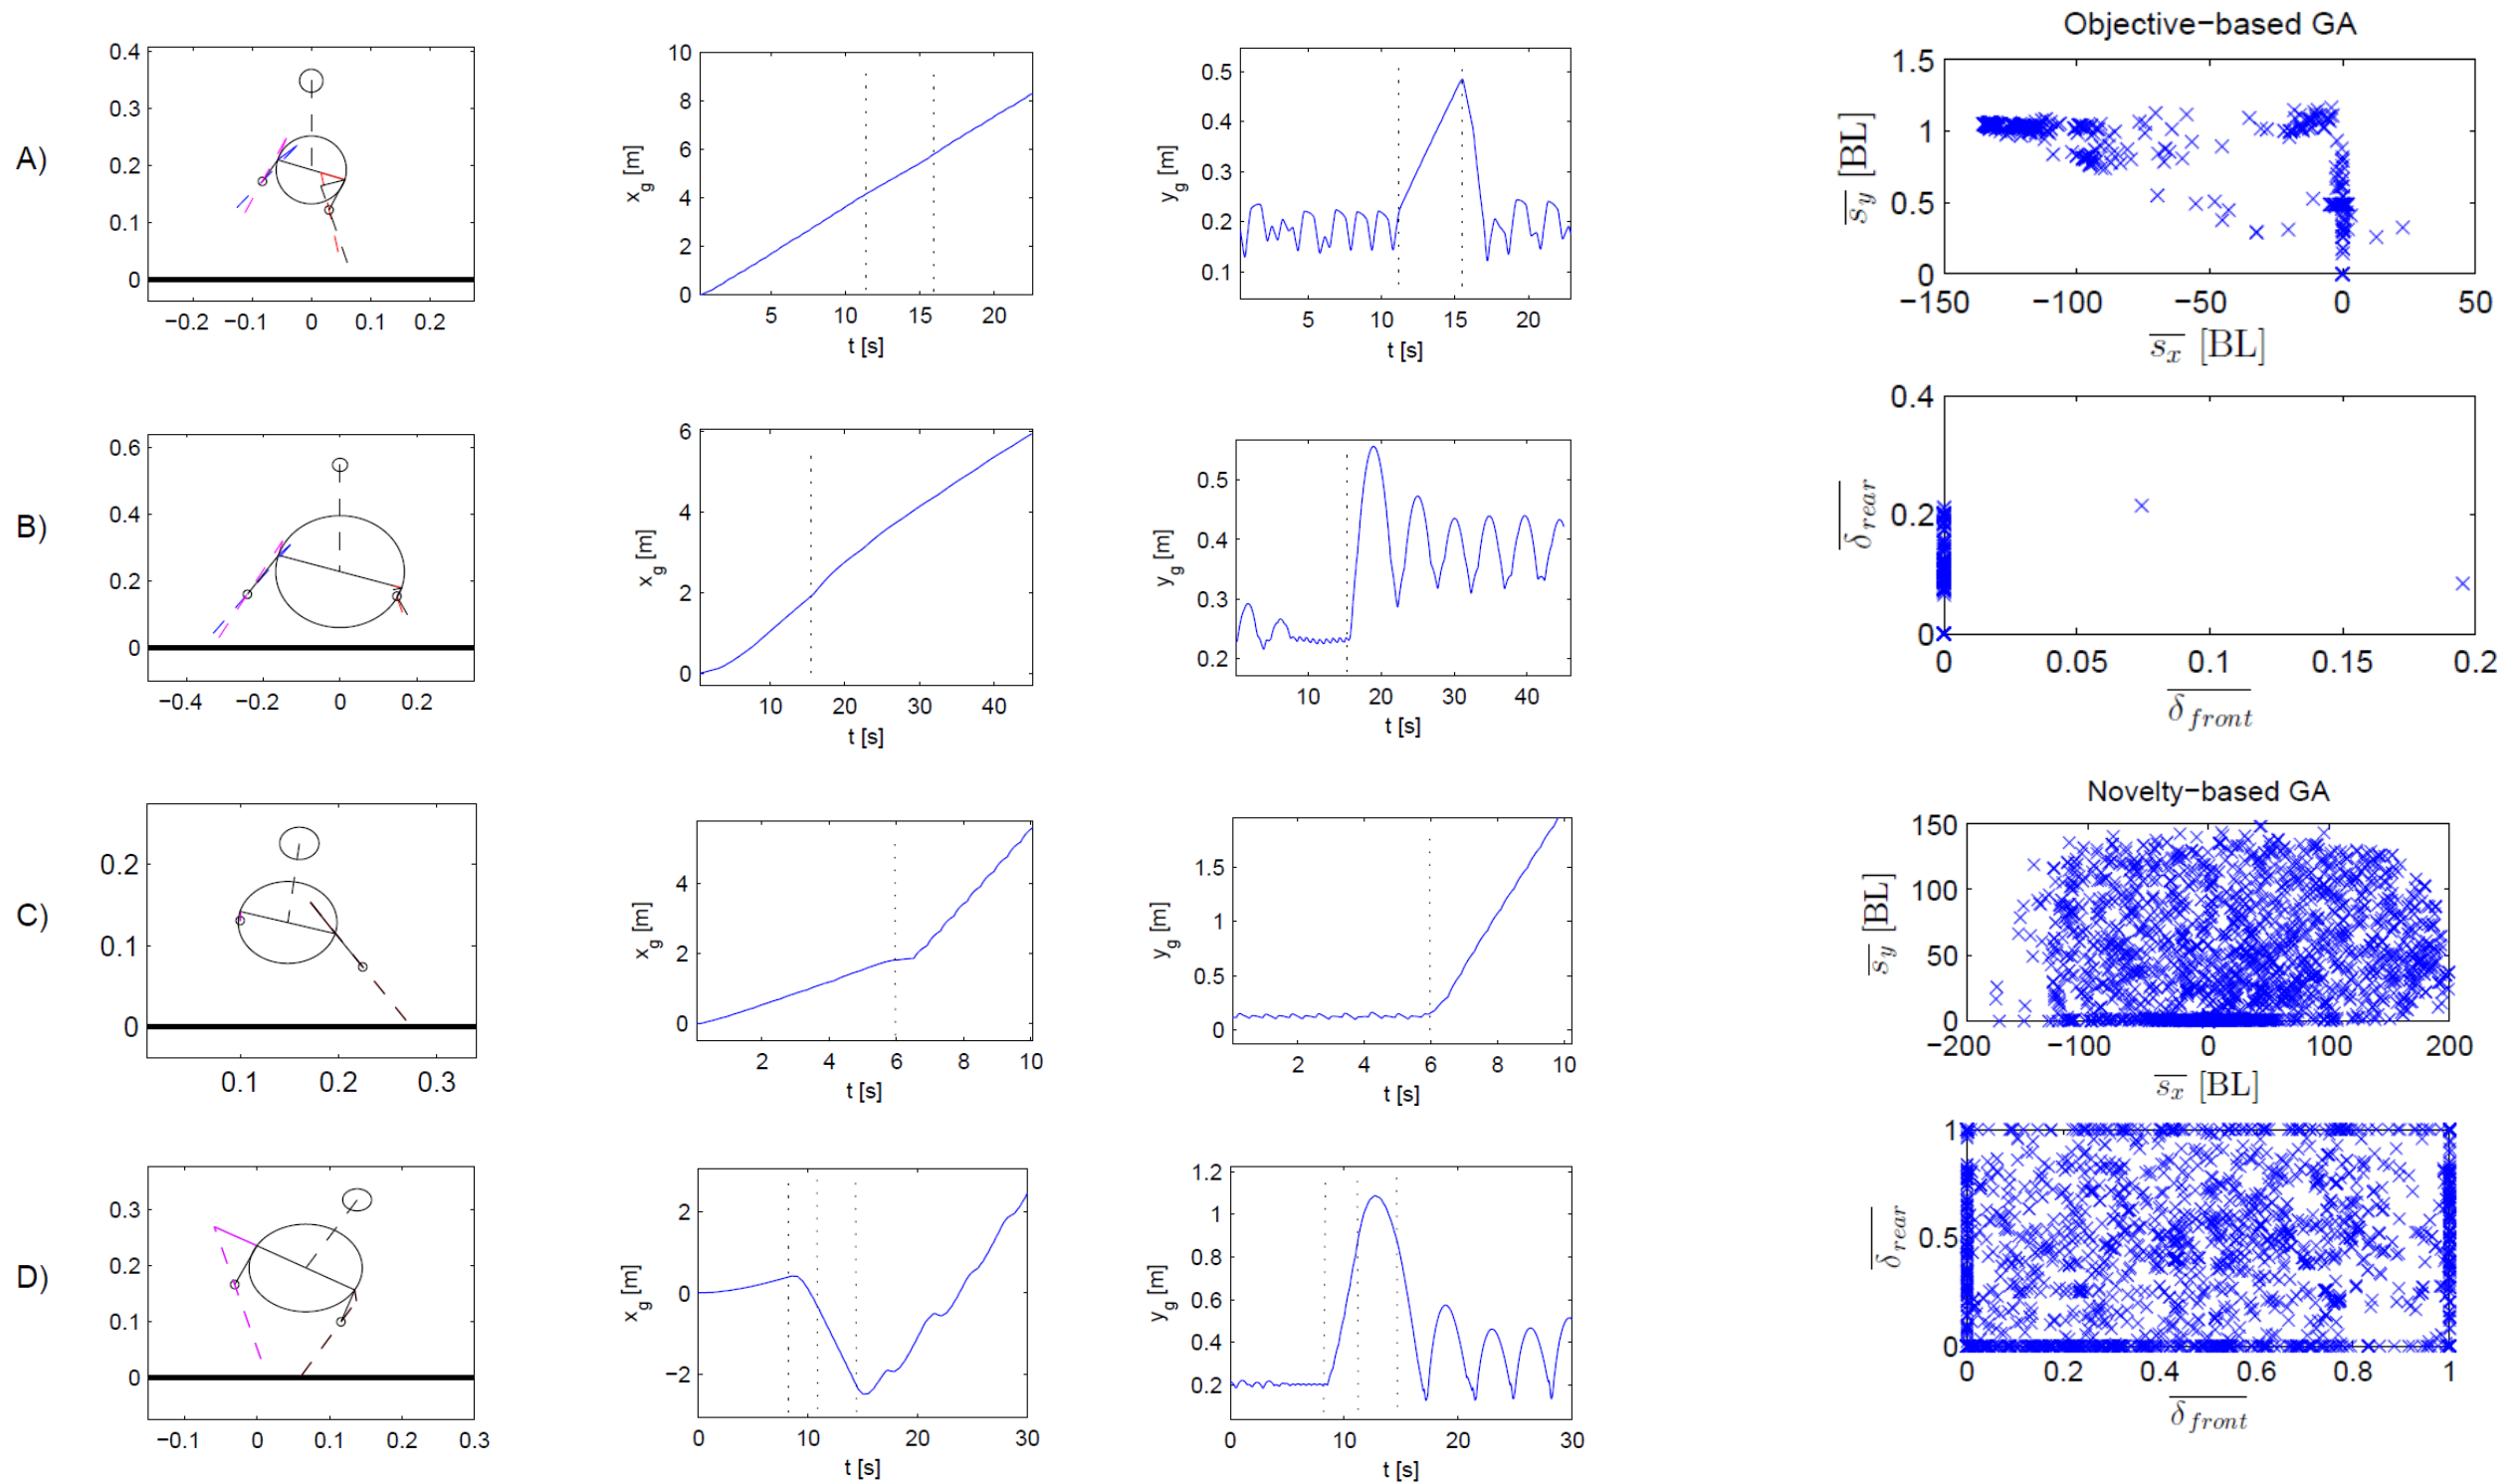 A)
0.4
0.3
0.2
0.1
0
−0.2 −0.1 0 0.1 0.2
10
8
6
4
2
0
x_g [m]
5 10 15 20
t [s]
0.5
0.4
0.3
0.2
0.1
y_g [m]
5 10 15 20
t [s]
Objective−based GA
1.5
1
0.5
0
s_y [BL]
−150 −100 −50 0 50
s_x [BL]
B)
0.6
0.4
0.2
0
−0.4 −0.2 0 0.2
6
4
2
0
x_g [m]
10 20 30 40
t [s]
0.5
0.4
0.3
0.2
y_g [m]
10 20 30 40
t [s]
0.4
0.2
0
δ_rear
0 0.05 0.1 0.15 0.2
δ_front
C)
0.2
0.1
0
0.1 0.2 0.3
4
2
0
x_g [m]
2 4 6 8 10
t [s]
1.5
1
0.5
0
y_g [m]
2 4 6 8 10
t [s]
Novelty−based GA
150
100
50
0
s_y [BL]
−200 −100 0 100 200
s_x [BL]
D)
0.3
0.2
0.1
0
−0.1 0 0.1 0.2 0.3
2
0
−2
x_g [m]
0 10 20 30
t [s]
1.2
1
0.8
0.6
0.4
0.2
y_g [m]
0 10 20 30
t [s]
1
0.5
0
δ_rear
0 0.2 0.4 0.6 0.8 1
δ_front